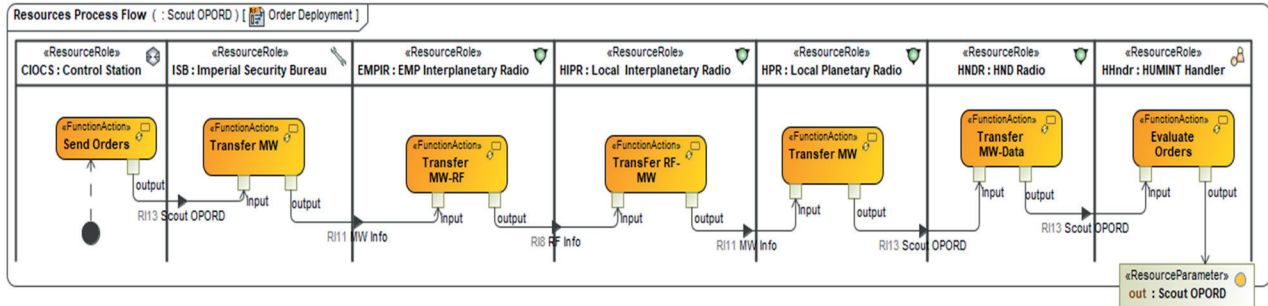 Resources Process Flow ( : Scout OPORD ) [ Order Deployment ]
«ResourceRole»
CIOCS : Control Station
«ResourceRole»
ISB : Imperial Security Bureau
«ResourceRole»
EMPIR : EMP Interplanetary Radio
«ResourceRole»
HIPR : Local Interplanetary Radio
«ResourceRole»
HPR : Local Planetary Radio
«ResourceRole»
HNDR : HND Radio
«ResourceRole»
HHndr : HUMINT Handler
«FunctionAction»
Send Orders
output
RI13 Scout OPORD
«FunctionAction»
Transfer MW
Input
output
RI11 MW Info
«FunctionAction»
Transfer
MW-RF
input
output
RI8 RF Info
«FunctionAction»
TransFer RF-
MW
Input
output
RI11 MW Info
«FunctionAction»
Transfer MW
Input
output
RI13 Scout OPORD
«FunctionAction»
Transfer
MW-Data
Input
output
RI13 Scout OPORD
«FunctionAction»
Evaluate
Orders
Input
output
«ResourceParameter»
out : Scout OPORD